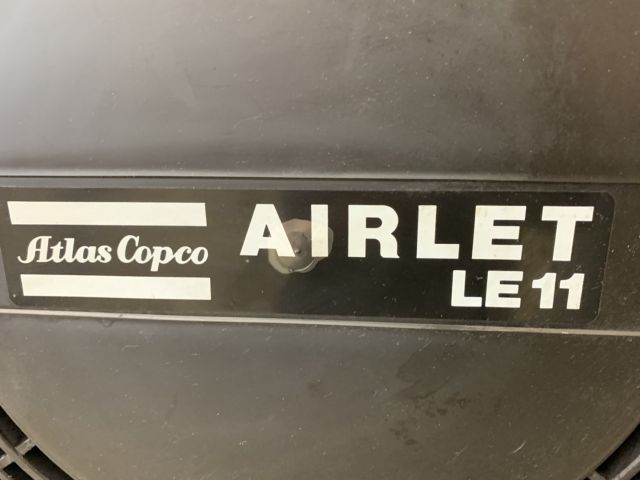 Atlas Copco
AIRLET
LE 11